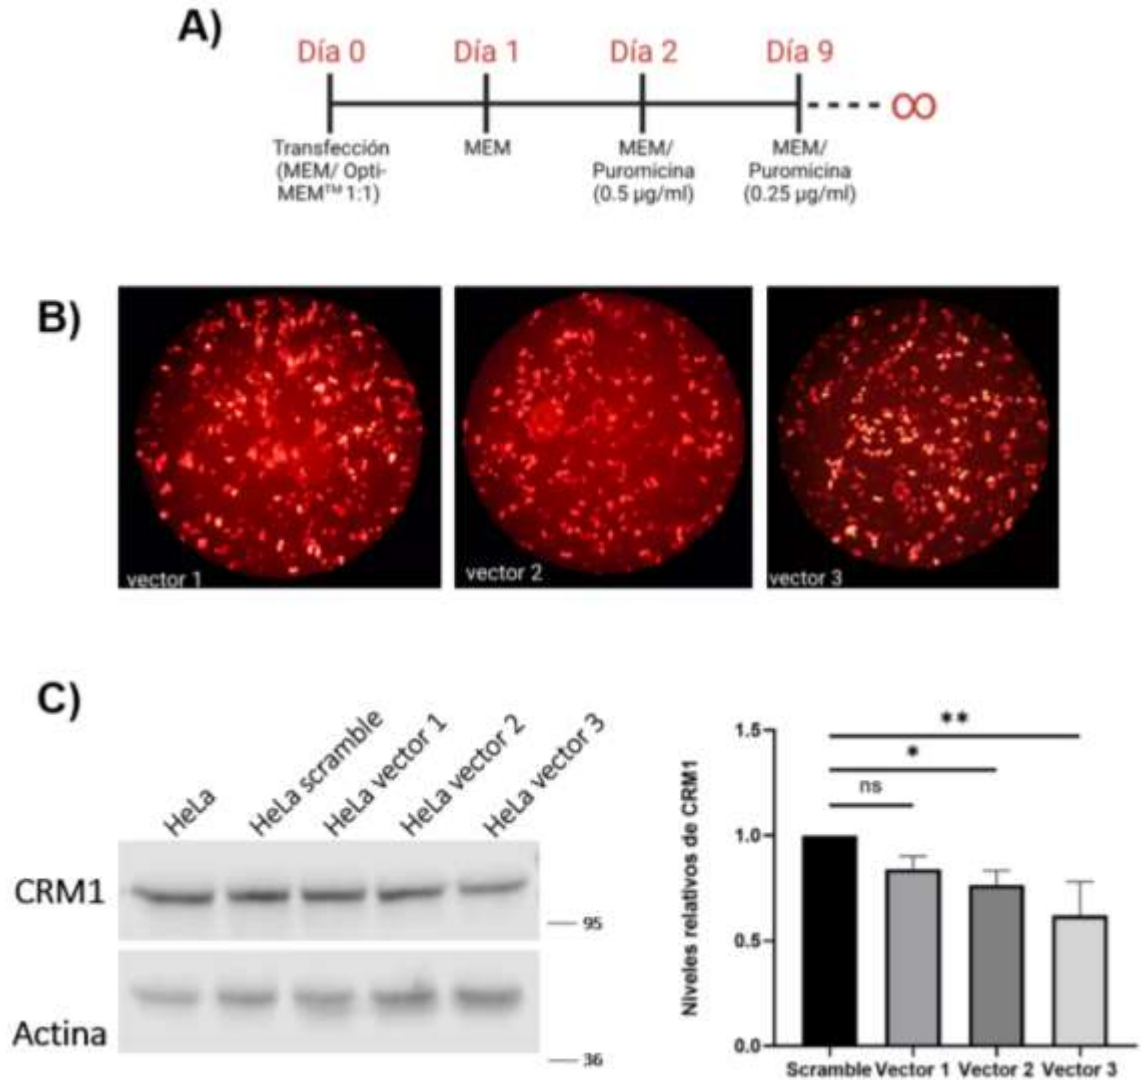 A)
Día 0 Día 1 Día 2 Día 9
∞
Transfección
(MEM/ Opti-
MEM™ 1:1)
MEM
MEM/
Puromicina
(0.5 µg/ml)
MEM/
Puromicina
(0.25 µg/ml)
B)
vector 1
vector 2
vector 3
C)
HeLa
HeLa scramble
HeLa vector 1
HeLa vector 2
HeLa vector 3
CRM1
95
Actina
36
Niveles relativos de CRM1
1.5
1.0
0.5
0.0
**
*
ns
Scramble Vector 1 Vector 2 Vector 3